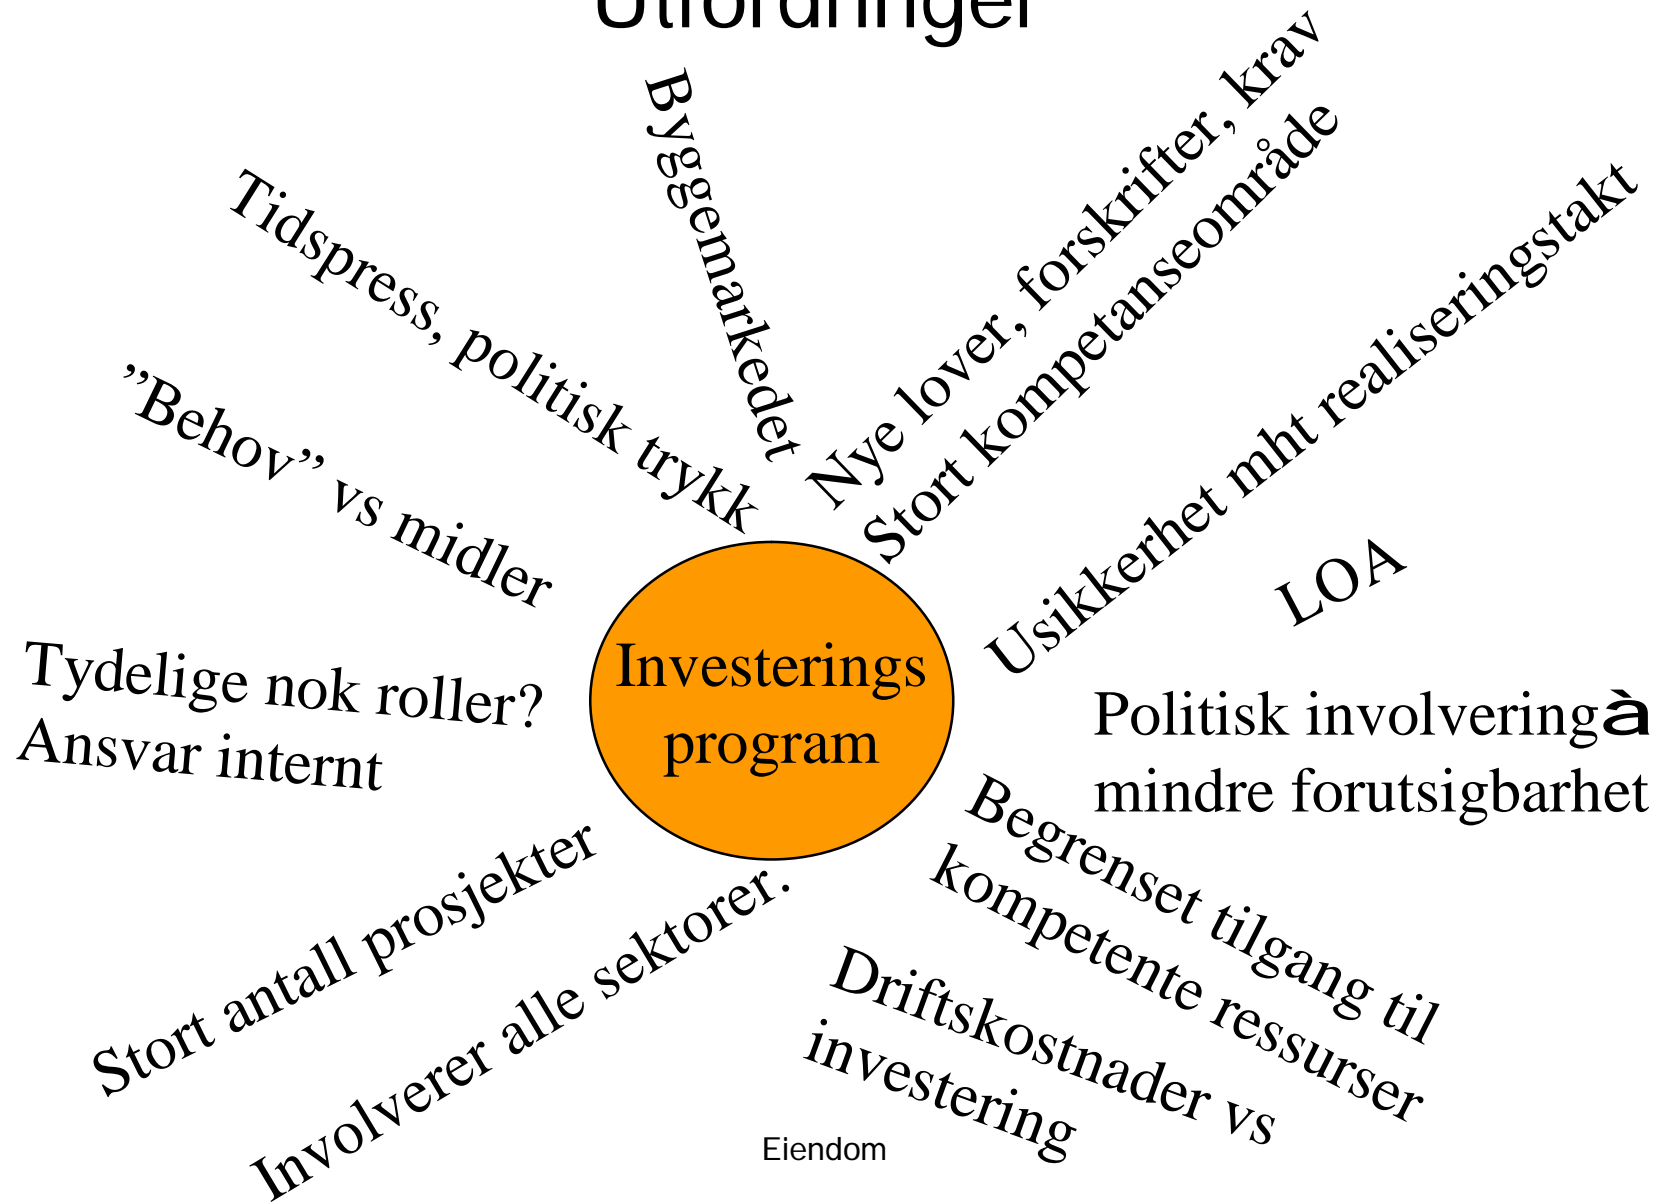 Utfordringer
Byggemarkedet
Nye lover, forskrifter, krav
Stort kompetanseområde
Tidspress, politisk trykk
Usikkerhet mht realiseringstakt
”Behov” vs midler
LOA
Investerings
program
Tydelige nok roller?
Ansvar internt
Politisk involveringà
mindre forutsigbarhet
Begrenset tilgang til
kompetente ressurser
Stort antall prosjekter
Involverer alle sektorer.
Driftskostnader vs
investering
Eiendom